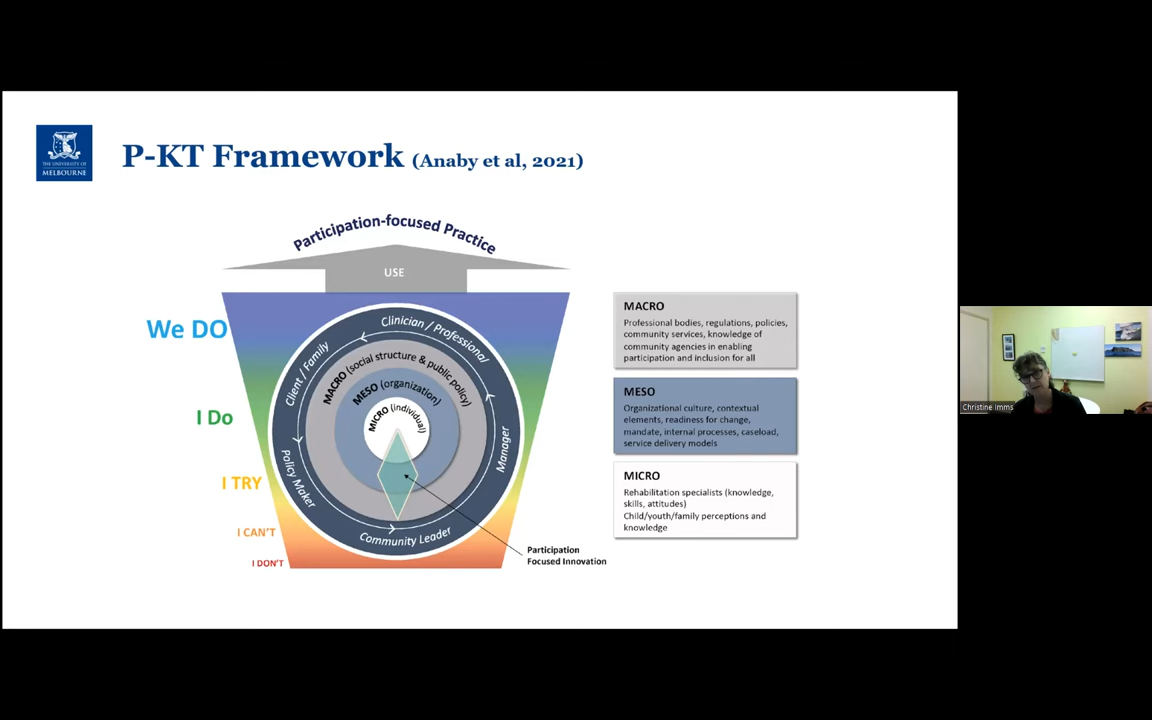 THE UNIVERSITY OF
MELBOURNE
P-KT Framework (Anaby et al, 2021)
Participation-focused Practice
USE
We DO
I Do
I TRY
I CAN'T
I DON'T
Clinician / Professional
Client / Family
Manager
Policy Maker
Community Leader
MACRO (social structure & public policy)
MESO (organization)
MICRO (individual)
Participation
Focused Innovation
MACRO
Professional bodies, regulations, policies,
community services, knowledge of
community agencies in enabling
participation and inclusion for all
MESO
Organizational culture, contextual
elements, readiness for change,
mandate, internal processes, caseload,
service delivery models
MICRO
Rehabilitation specialists (knowledge,
skills, attitudes)
Child/youth/family perceptions and
knowledge
Christine Imms